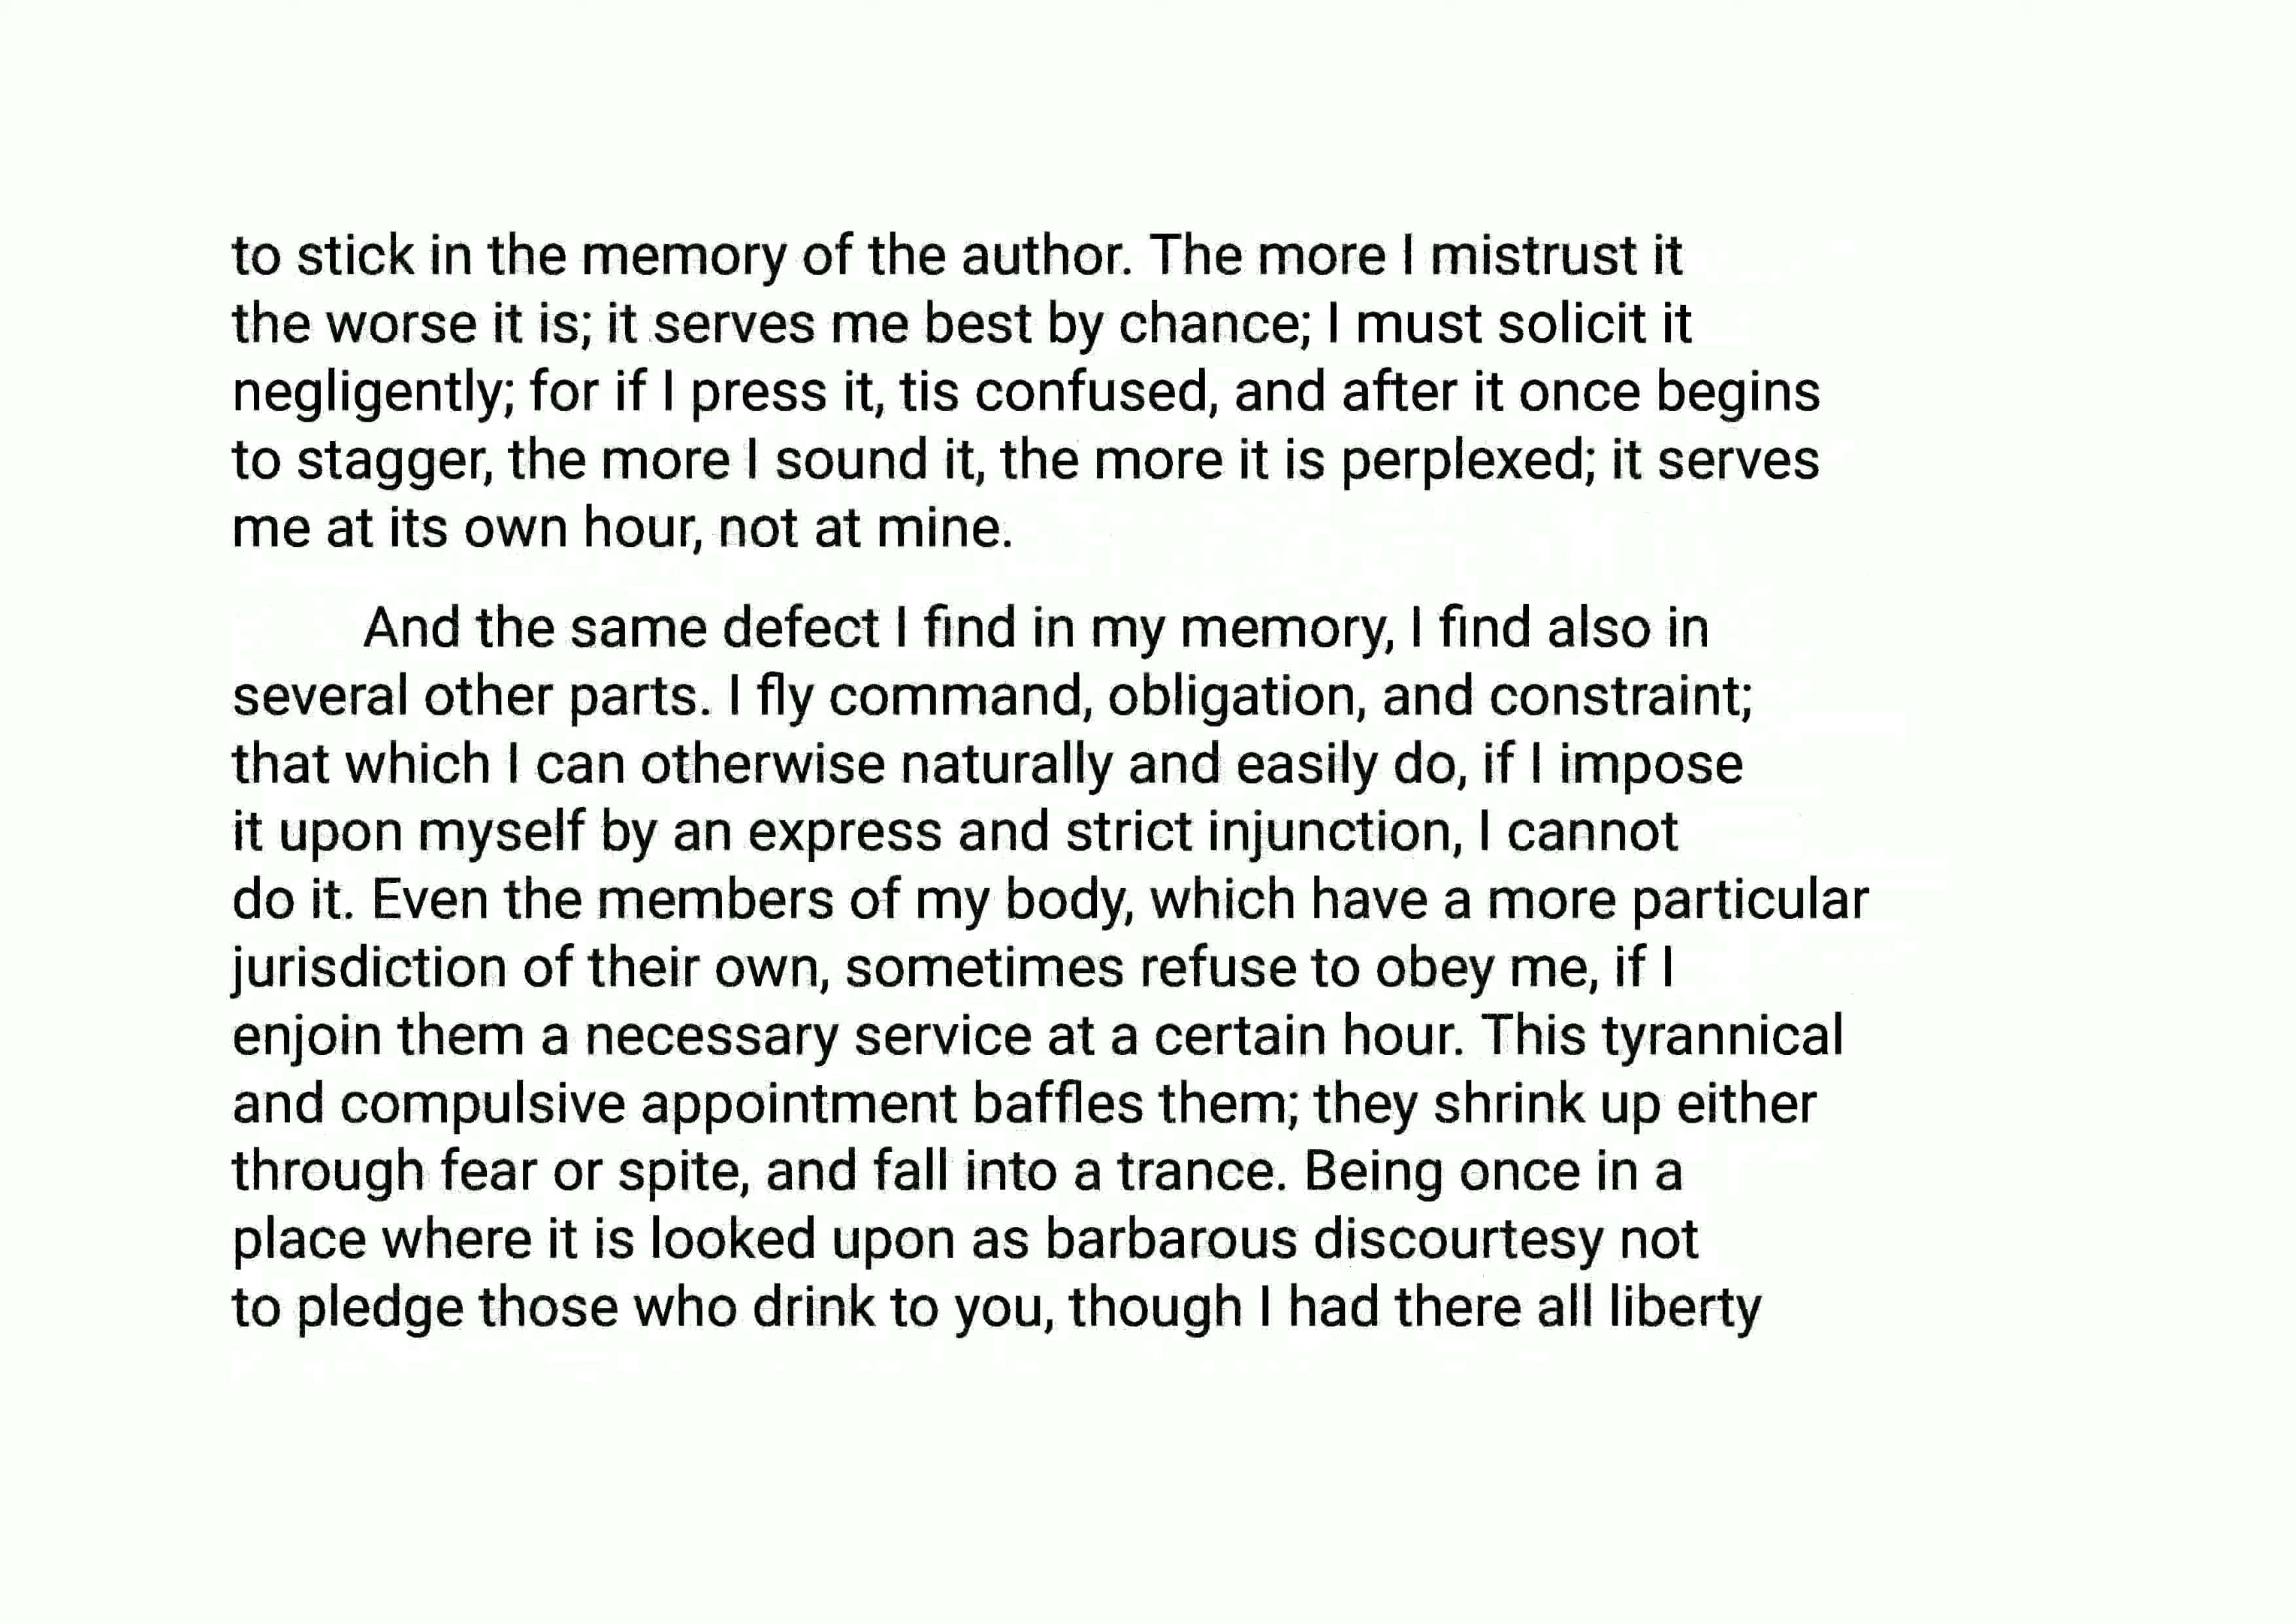 to stick in the memory of the author. The more I mistrust it
the worse it is; it serves me best by chance; I must solicit it
negligently; for if I press it, tis confused, and after it once begins
to stagger, the more I sound it, the more it is perplexed; it serves
me at its own hour, not at mine.
And the same defect I find in my memory, I find also in
several other parts. I fly command, obligation, and constraint;
that which I can otherwise naturally and easily do, if I impose
it upon myself by an express and strict injunction, I cannot
do it. Even the members of my body, which have a more particular
jurisdiction of their own, sometimes refuse to obey me, if I
enjoin them a necessary service at a certain hour. This tyrannical
and compulsive appointment baffles them; they shrink up either
through fear or spite, and fall into a trance. Being once in a
place where it is looked upon as barbarous discourtesy not
to pledge those who drink to you, though I had there all liberty